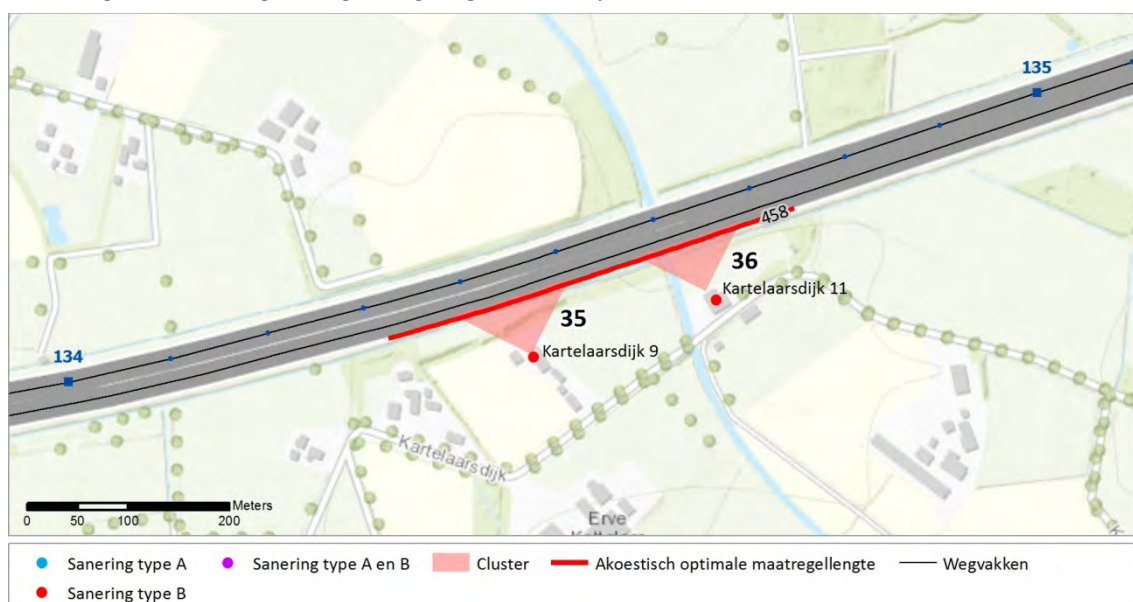 135
458
36
Kartelaarsdijk 11
35
Kartelaarsdijk 9
134
Kartelaarsdijk
Meters
0 50 100 200
Erve
Sanering type A
Sanering type A en B
Cluster
Akoestisch optimale maatregellengte
Wegvakken
Sanering type B